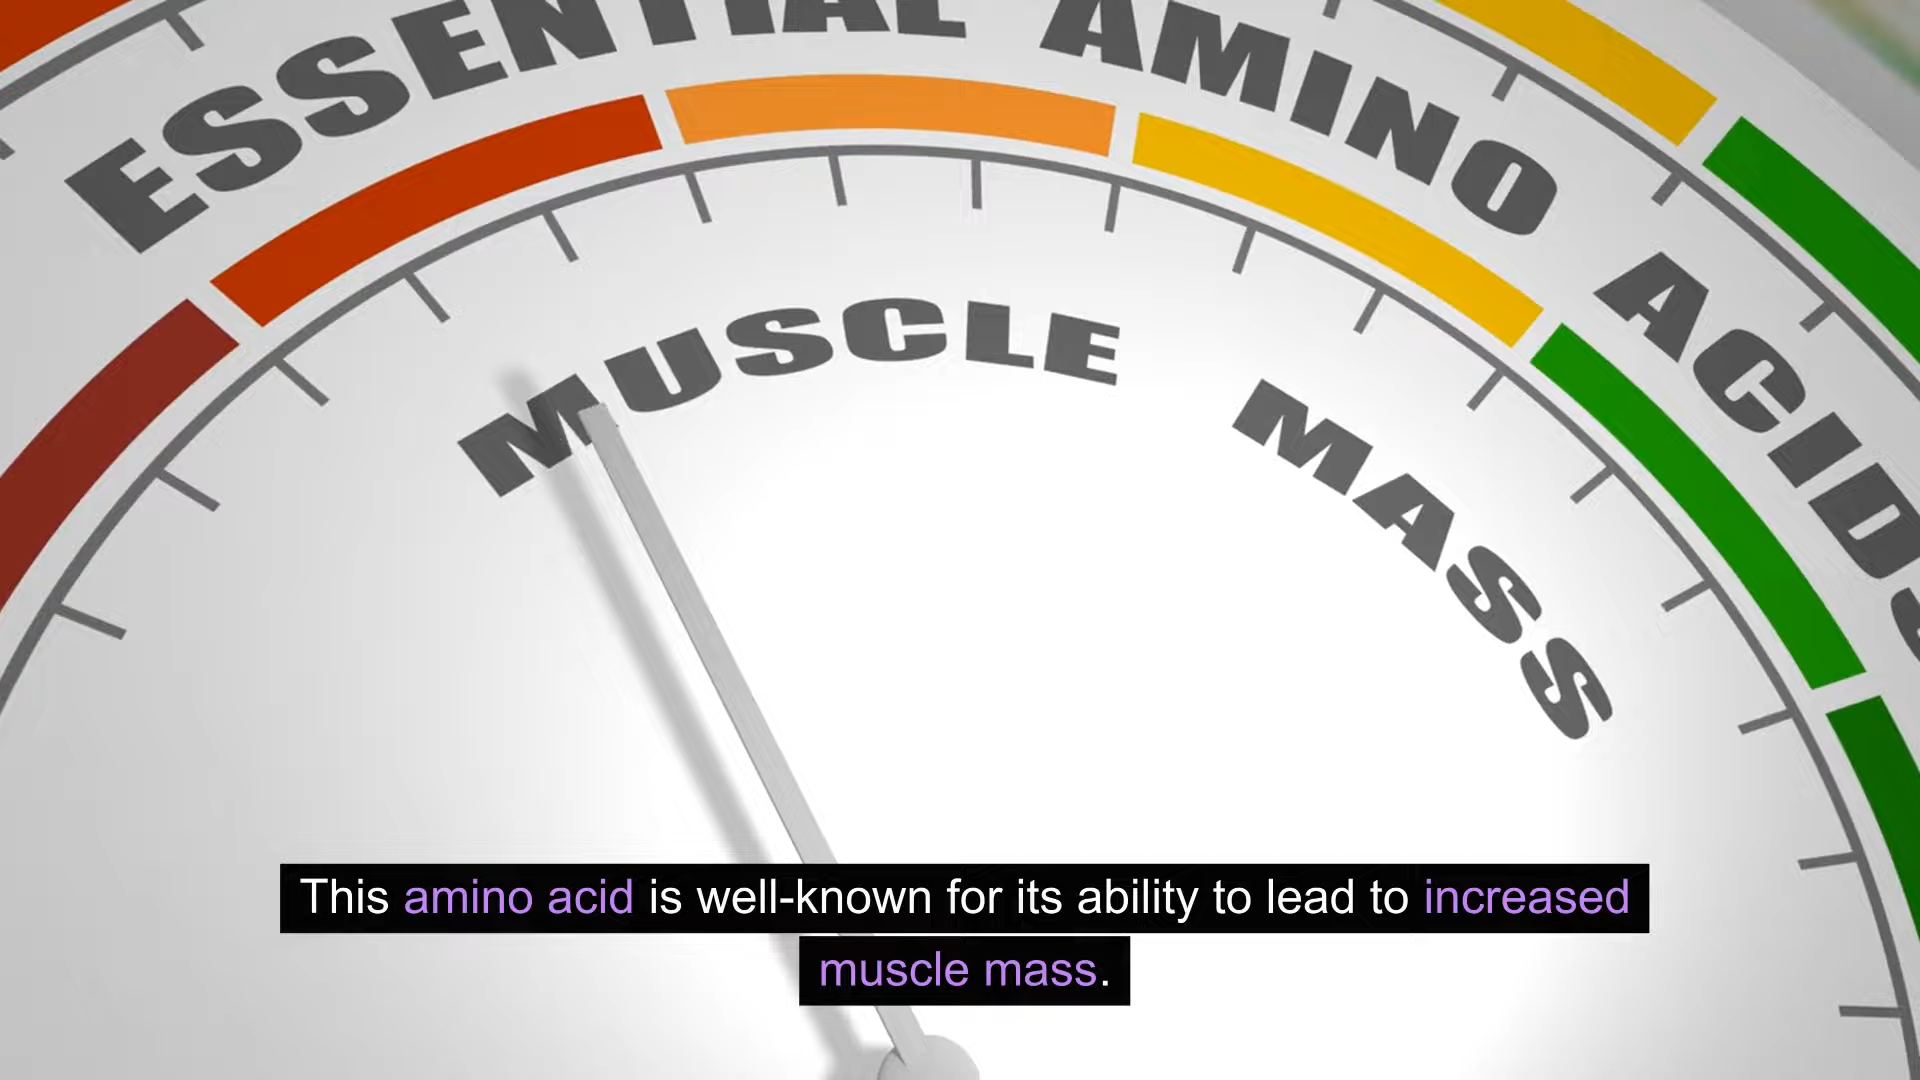 ESSENTIAL AMINO ACIDS
MUSCLE MASS
This amino acid is well-known for its ability to lead to increased
muscle mass.